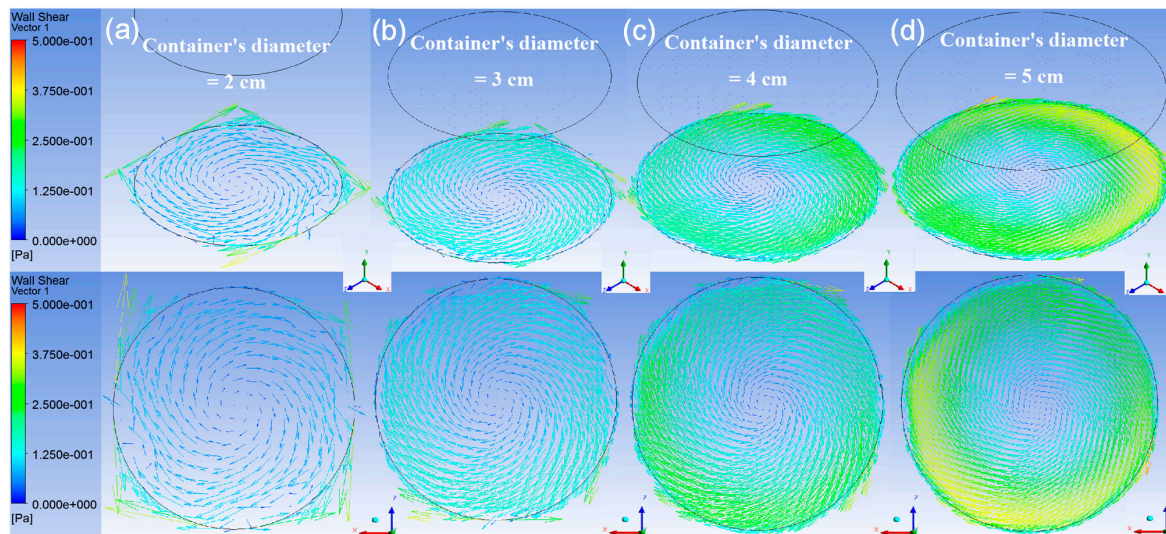 Wall Shear
Vector 1
5.000e-001
3.750e-001
2.500e-001
1.250e-001
0.000e+000
[Pa]
(a)
Container's diameter
= 2 cm
(b)
Container's diameter
= 3 cm
(c)
Container's diameter
= 4 cm
(d)
Container's diameter
= 5 cm
Y
Z
X
Y
Z
X
Y
Z
X
Y
Z
X
Wall Shear
Vector 1
5.000e-001
3.750e-001
2.500e-001
1.250e-001
0.000e+000
[Pa]
X
Z
X
Z
X
Z
X
Z